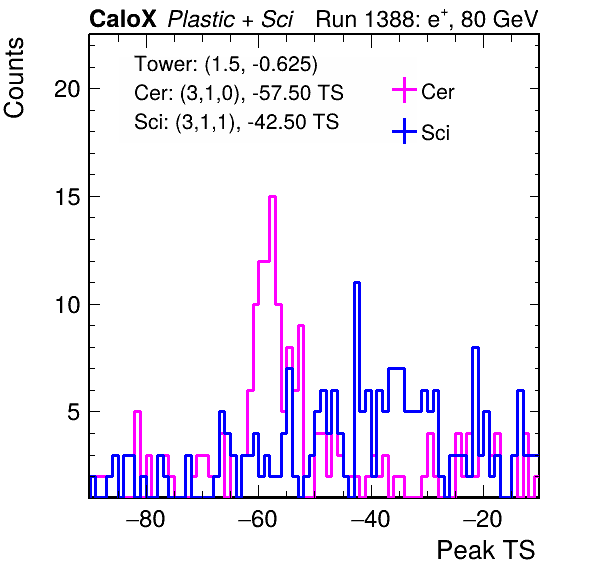 CaloX Plastic + Sci Run 1388: e+, 80 GeV
Counts
Tower: (1.5, -0.625)
Cer: (3,1,0), -57.50 TS
Sci: (3,1,1), -42.50 TS
Cer
Sci
20
15
10
5
−80 −60 −40 −20
Peak TS